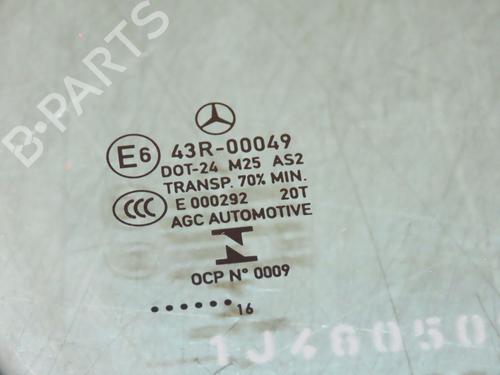 B-PARTS
E6
43R-00049
DOT-24 M25 AS2
TRANSP. 70% MIN.
CCC
E 000292 20T
AGC AUTOMOTIVE
OCP N° 0009
...... 16